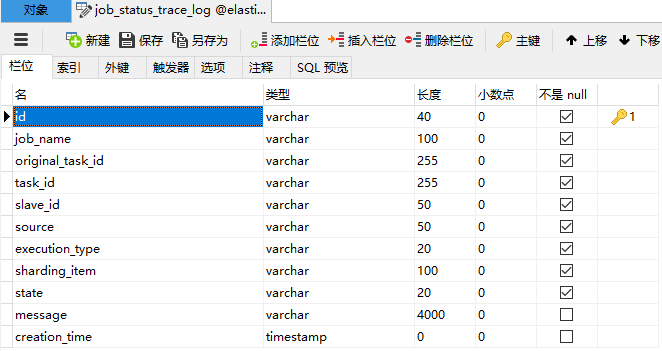 对象 job_status_trace_log @elasti...
新建 保存 另存为 添加栏位 插入栏位 删除栏位 主键 上移 下移
栏位 索引 外键 触发器 选项 注释 SQL 预览
名 类型 长度 小数点 不是 null
id varchar 40 0 1
job_name varchar 100 0
original_task_id varchar 255 0
task_id varchar 255 0
slave_id varchar 50 0
source varchar 50 0
execution_type varchar 20 0
sharding_item varchar 100 0
state varchar 20 0
message varchar 4000 0
creation_time timestamp 0 0